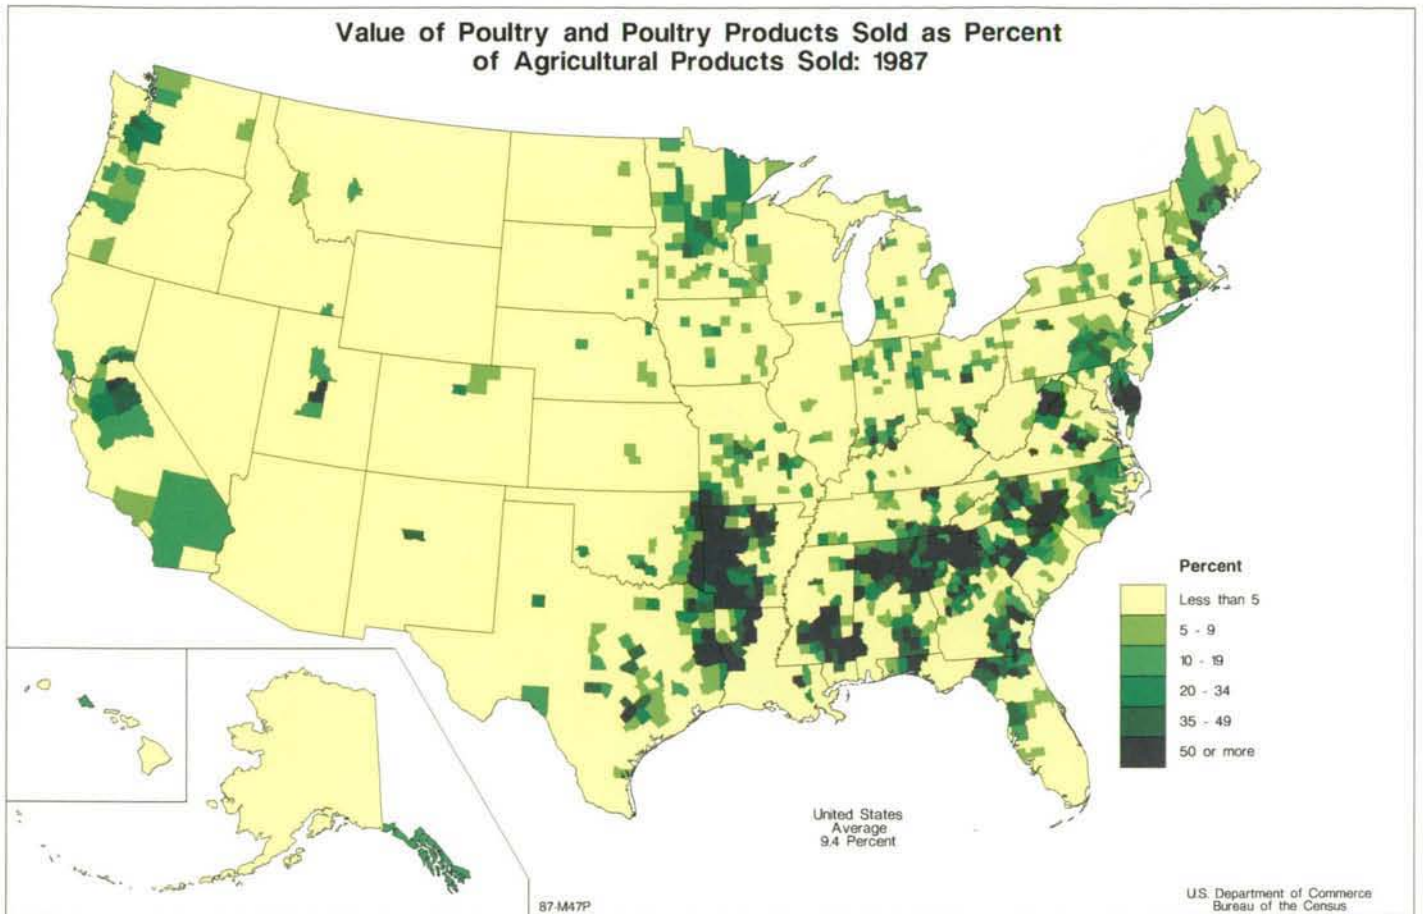 Value of Poultry and Poultry Products Sold as Percent
of Agricultural Products Sold: 1987
Percent
Less than 5
5 - 9
10 - 19
20 - 34
35 - 49
50 or more
United States
Average
9.4 Percent
87-M47P
U.S. Department of Commerce
Bureau of the Census